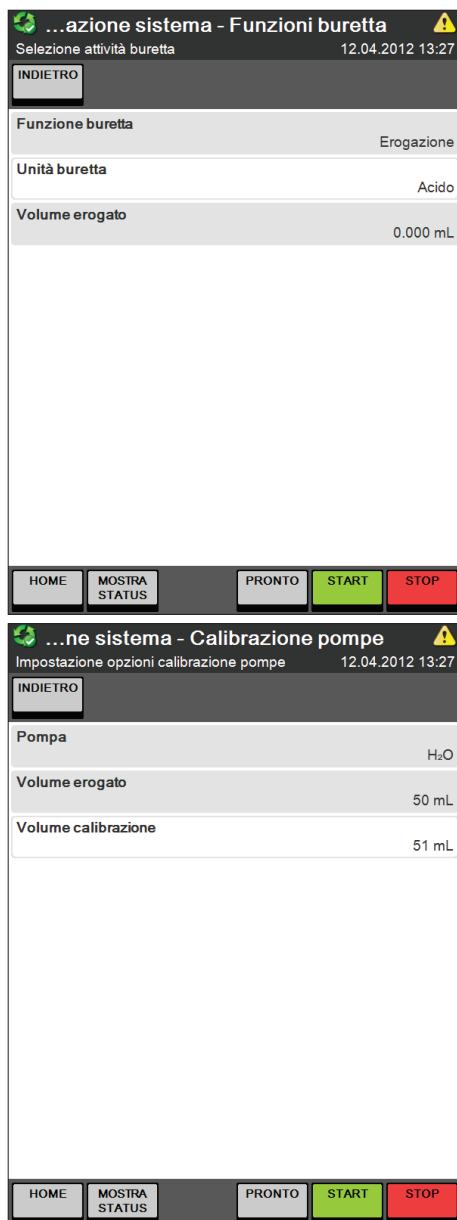 ...azione sistema - Funzioni buretta
Selezione attività buretta 12.04.2012 13:27
INDIETRO
Funzione buretta
Erogazione
Unità buretta
Acido
Volume erogato
0.000 mL
HOME MOSTRA STATUS PRONTO START STOP
...ne sistema - Calibrazione pompe
Impostazione opzioni calibrazione pompe 12.04.2012 13:27
INDIETRO
Pompa
H₂O
Volume erogato
50 mL
Volume calibrazione
51 mL
HOME MOSTRA STATUS PRONTO START STOP